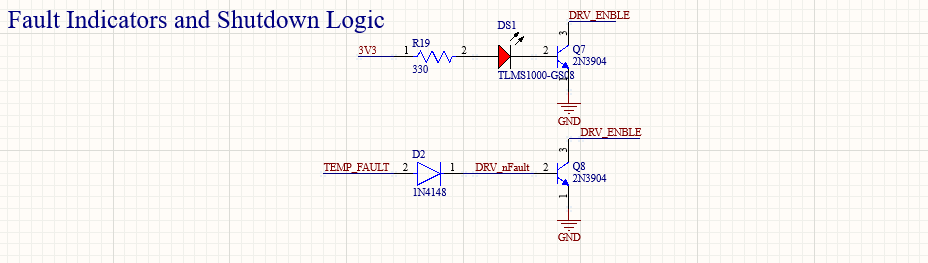 Fault Indicators and Shutdown Logic
DRV_ENBLE
DS1
3
R19
3V3
1
2
2
Q7
330
2N3904
TLMS1000-GS08
1
GND
DRV_ENBLE
3
D2
TEMP_FAULT
2
1
DRV_nFault
2
Q8
1N4148
2N3904
1
GND